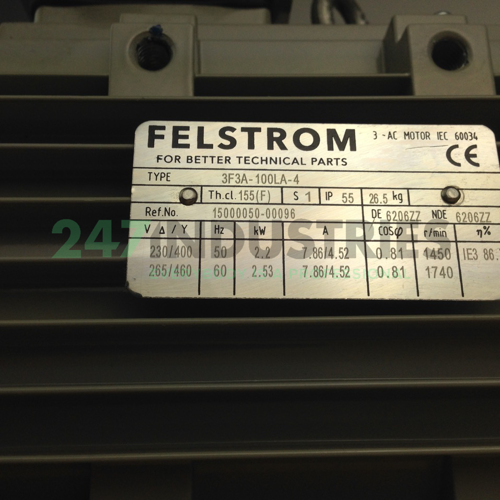 FELSTROM
FOR BETTER TECHNICAL PARTS
3 - AC MOTOR IEC 60034
CE
TYPE 3F3A-100LA-4
Th.cl. 155(F) S 1 IP 55 26.5 kg
Ref.No. 15000050-00096 DE 6206ZZ NDE 6206ZZ
V Δ Y Hz kW A COSφ r/min η%
230/400 50 2.2 7.86/4.52 0.81 1450 IE3 86.
265/460 60 2.53 7.86/4.52 0.81 1740
247 INDUSTRIES